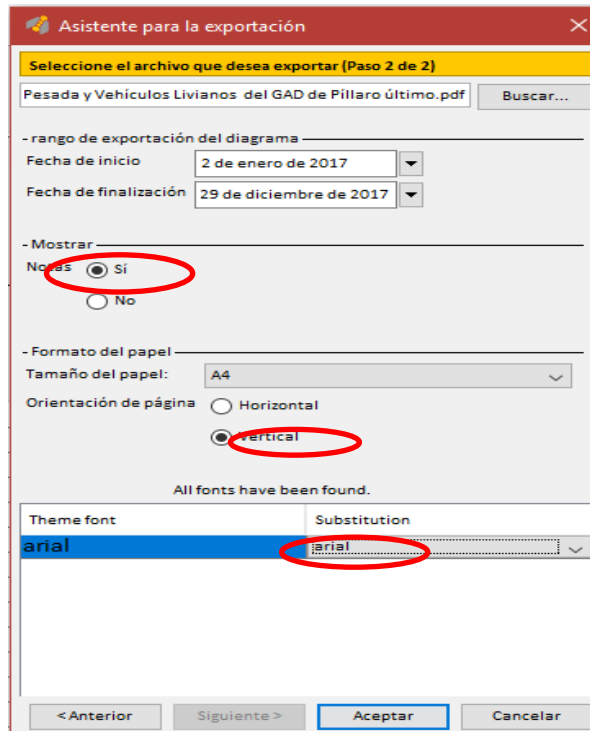 Asistente para la exportación
Seleccione el archivo que desea exportar (Paso 2 de 2)
Pesada y Vehículos Livianos del GAD de Píllaro último.pdf Buscar...
- rango de exportación del diagrama
Fecha de inicio 2 de enero de 2017
Fecha de finalización 29 de diciembre de 2017
- Mostrar
Notas Sí
No
- Formato del papel
Tamaño del papel: A4
Orientación de página Horizontal
Vertical
All fonts have been found.
Theme font Substitution
arial arial
<Anterior Siguiente> Aceptar Cancelar